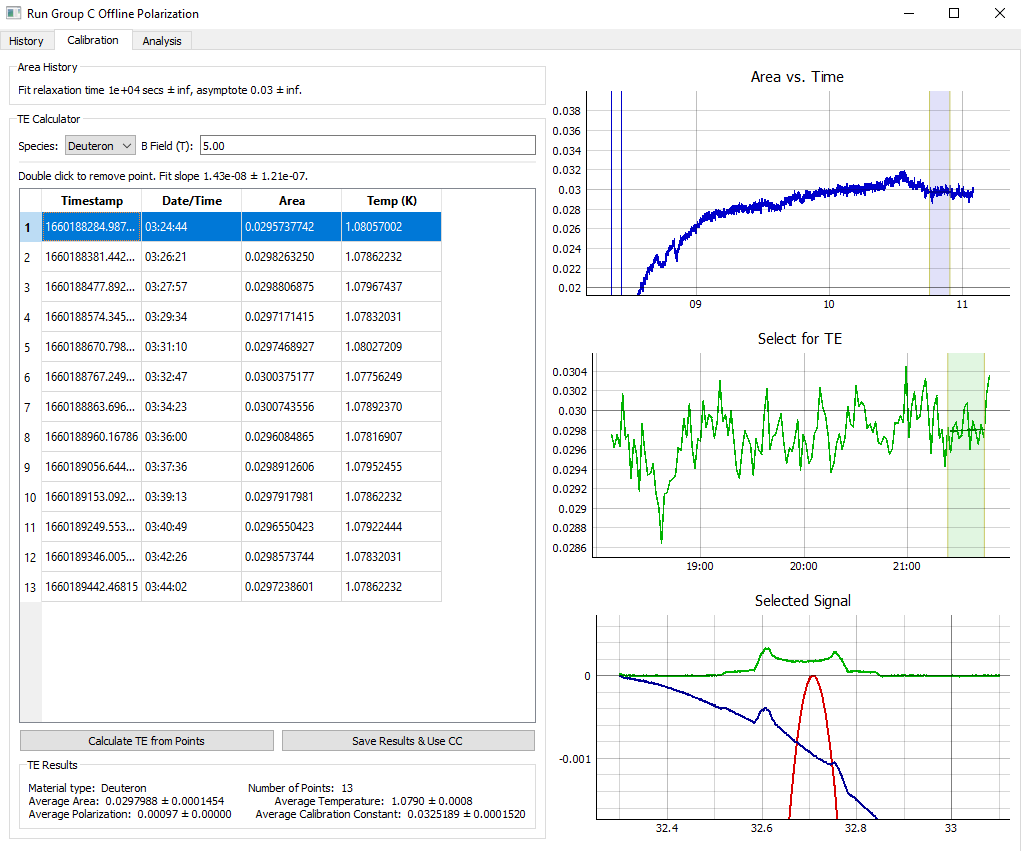 Run Group C Offline Polarization
History Calibration Analysis
Area History
Fit relaxation time 1e+04 secs ± inf, asymptote 0.03 ± inf.
TE Calculator
Species: Deuteron B Field (T): 5.00
Double click to remove point. Fit slope 1.43e-08 ± 1.21e-07.
Timestamp Date/Time Area Temp (K)
1 1660188284.987... 03:24:44 0.0295737742 1.08057002
2 1660188381.442... 03:26:21 0.0298263250 1.07862232
3 1660188477.892... 03:27:57 0.0298806875 1.07967437
4 1660188574.345... 03:29:34 0.0297171415 1.07832031
5 1660188670.798... 03:31:10 0.0297468927 1.08027209
6 1660188767.249... 03:32:47 0.0300375177 1.07756249
7 1660188863.696... 03:34:23 0.0300743556 1.07892370
8 1660188960.16786 03:36:00 0.0296084865 1.07816907
9 1660189056.644... 03:37:36 0.0298912606 1.07952455
10 1660189153.092... 03:39:13 0.0297917981 1.07862232
11 1660189249.553... 03:40:49 0.0296550423 1.07922444
12 1660189346.005... 03:42:26 0.0298573744 1.07832031
13 1660189442.46815 03:44:02 0.0297238601 1.07862232
Calculate TE from Points Save Results & Use CC
TE Results
Material type: Deuteron Number of Points: 13
Average Area: 0.0297988 ± 0.0001454 Average Temperature: 1.0790 ± 0.0008
Average Polarization: 0.00097 ± 0.00000 Average Calibration Constant: 0.0325189 ± 0.0001520
Area vs. Time
0.038
0.036
0.034
0.032
0.03
0.028
0.026
0.024
0.022
0.02
09 10 11
Select for TE
0.0304
0.0302
0.030
0.0298
0.0296
0.0294
0.0292
0.029
0.0288
0.0286
19:00 20:00 21:00
Selected Signal
0
-0.001
32.4 32.6 32.8 33